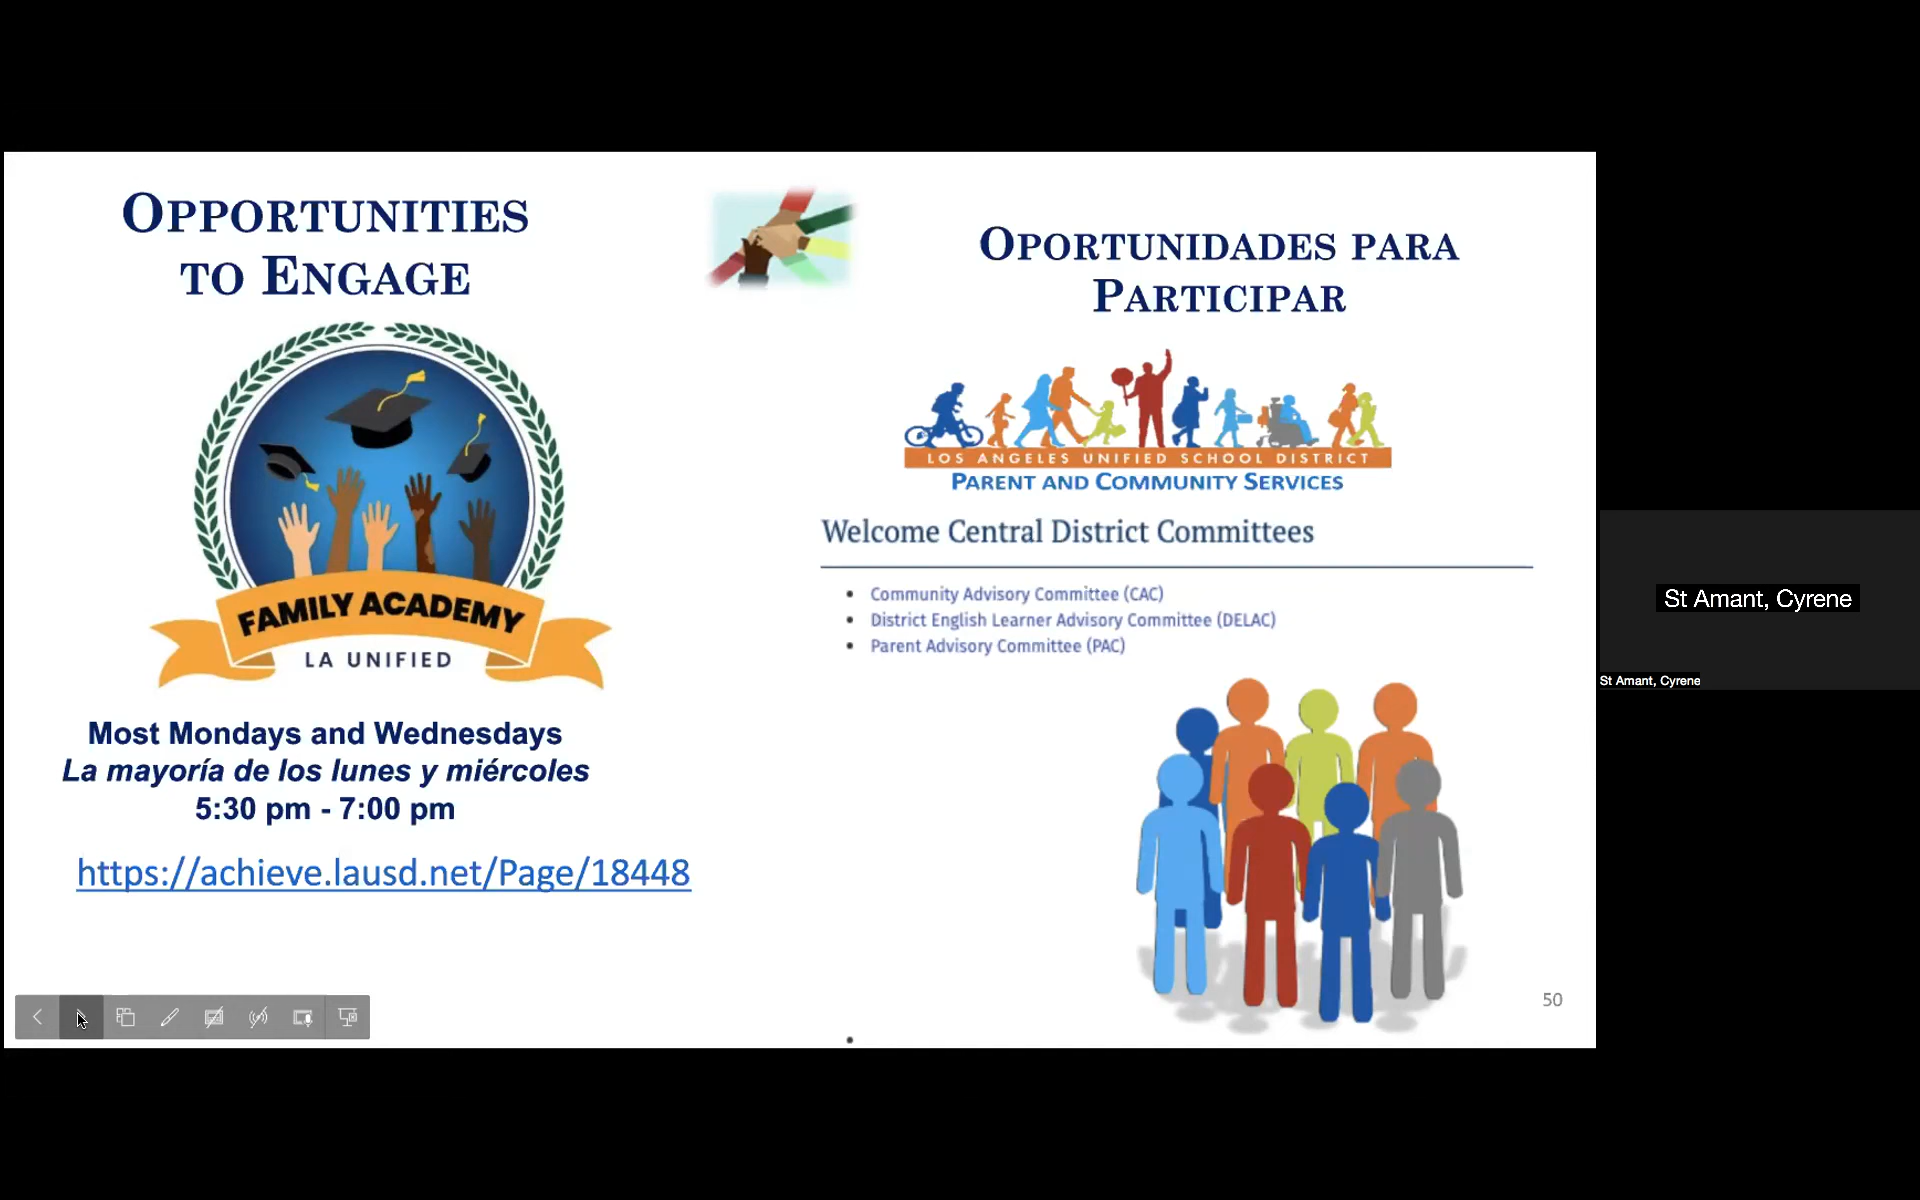 OPPORTUNITIES
TO ENGAGE
FAMILY ACADEMY
LA UNIFIED
Most Mondays and Wednesdays
La mayoría de los lunes y miércoles
5:30 pm - 7:00 pm
https://achieve.lausd.net/Page/18448
OPORTUNIDADES PARA
PARTICIPAR
LOS ANGELES UNIFIED SCHOOL DISTRICT
PARENT AND COMMUNITY SERVICES
Welcome Central District Committees
• Community Advisory Committee (CAC)
• District English Learner Advisory Committee (DELAC)
• Parent Advisory Committee (PAC)
50
St Amant, Cyrene
St Amant, Cyrene